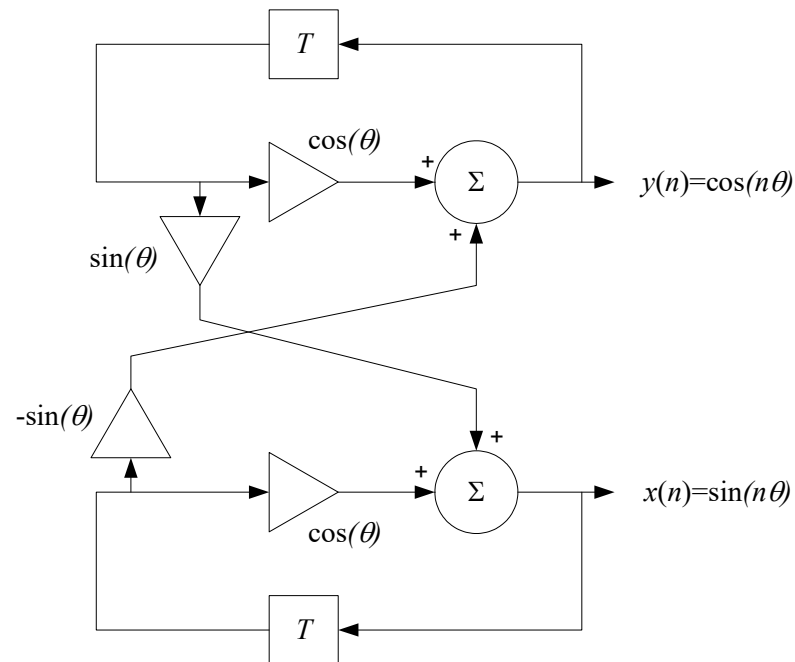 T
cos(θ)
+
Σ
y(n)=cos(nθ)
+
sin(θ)
-sin(θ)
+
+
Σ
x(n)=sin(nθ)
cos(θ)
T